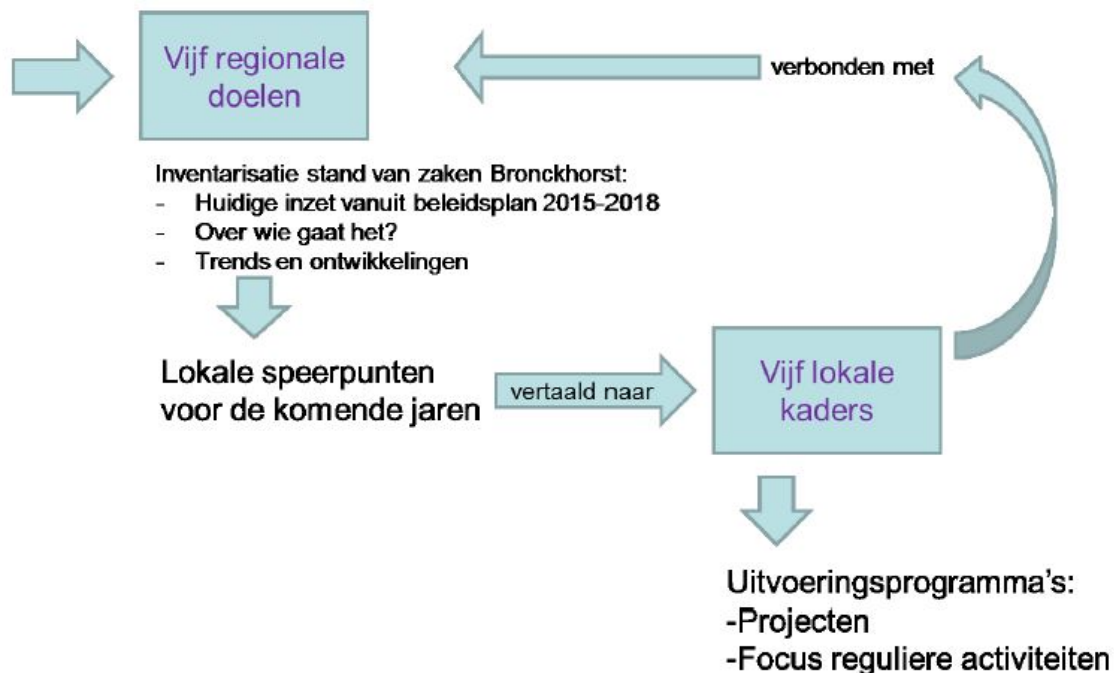 Vijf regionale
doelen
verbonden met
Inventarisatie stand van zaken Bronckhorst:
- Huidige inzet vanuit beleidsplan 2015-2018
- Over wie gaat het?
- Trends en ontwikkelingen
Lokale speerpunten
voor de komende jaren
vertaald naar
Vijf lokale
kaders
Uitvoeringsprogramma's:
-Projecten
-Focus reguliere activiteiten